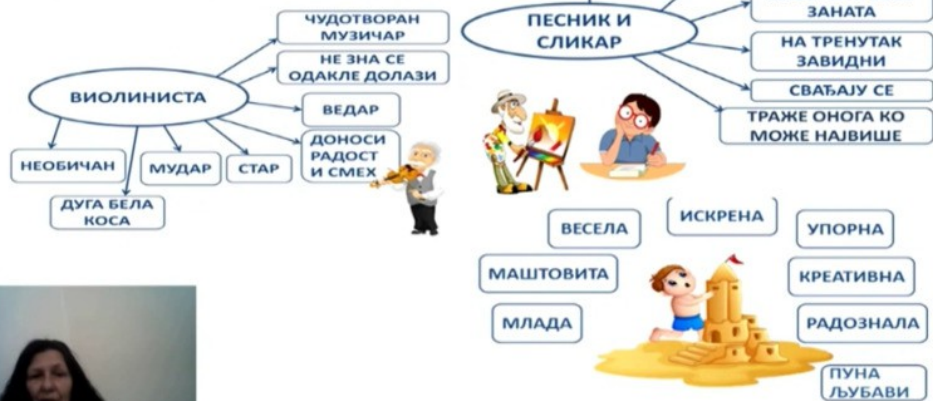 ЧУДОТВОРАН
МУЗИЧАР
НЕ ЗНА СЕ
ОДАКЛЕ ДОЛАЗИ
ВИОЛИНИСТА
ВЕДАР
ДОНОСИ
РАДОСТ
И СМЕХ
НЕОБИЧАН
МУДАР
СТАР
ДУГА БЕЛА
КОСА
ПЕСНИК И
СЛИКАР
ЗАНАТА
НА ТРЕНУТАК
ЗАВИДНИ
СВАЂАЈУ СЕ
ТРАЖЕ ОНОГА КО
МОЖЕ НАЈВИШЕ
ВЕСЕЛА
ИСКРЕНА
УПОРНА
МАШТОВИТА
КРЕАТИВНА
МЛАДА
РАДОЗНАЛА
ПУНА
ЉУБАВИ